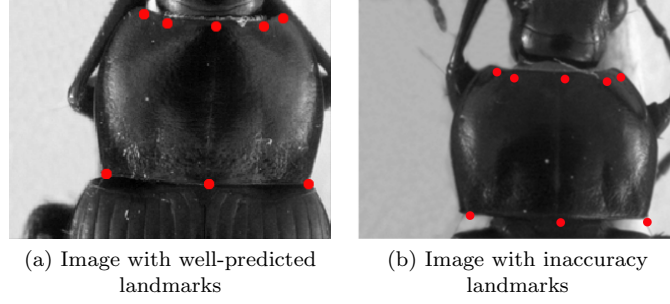 (a) Image with well-predicted
landmarks
(b) Image with inaccuracy
landmarks